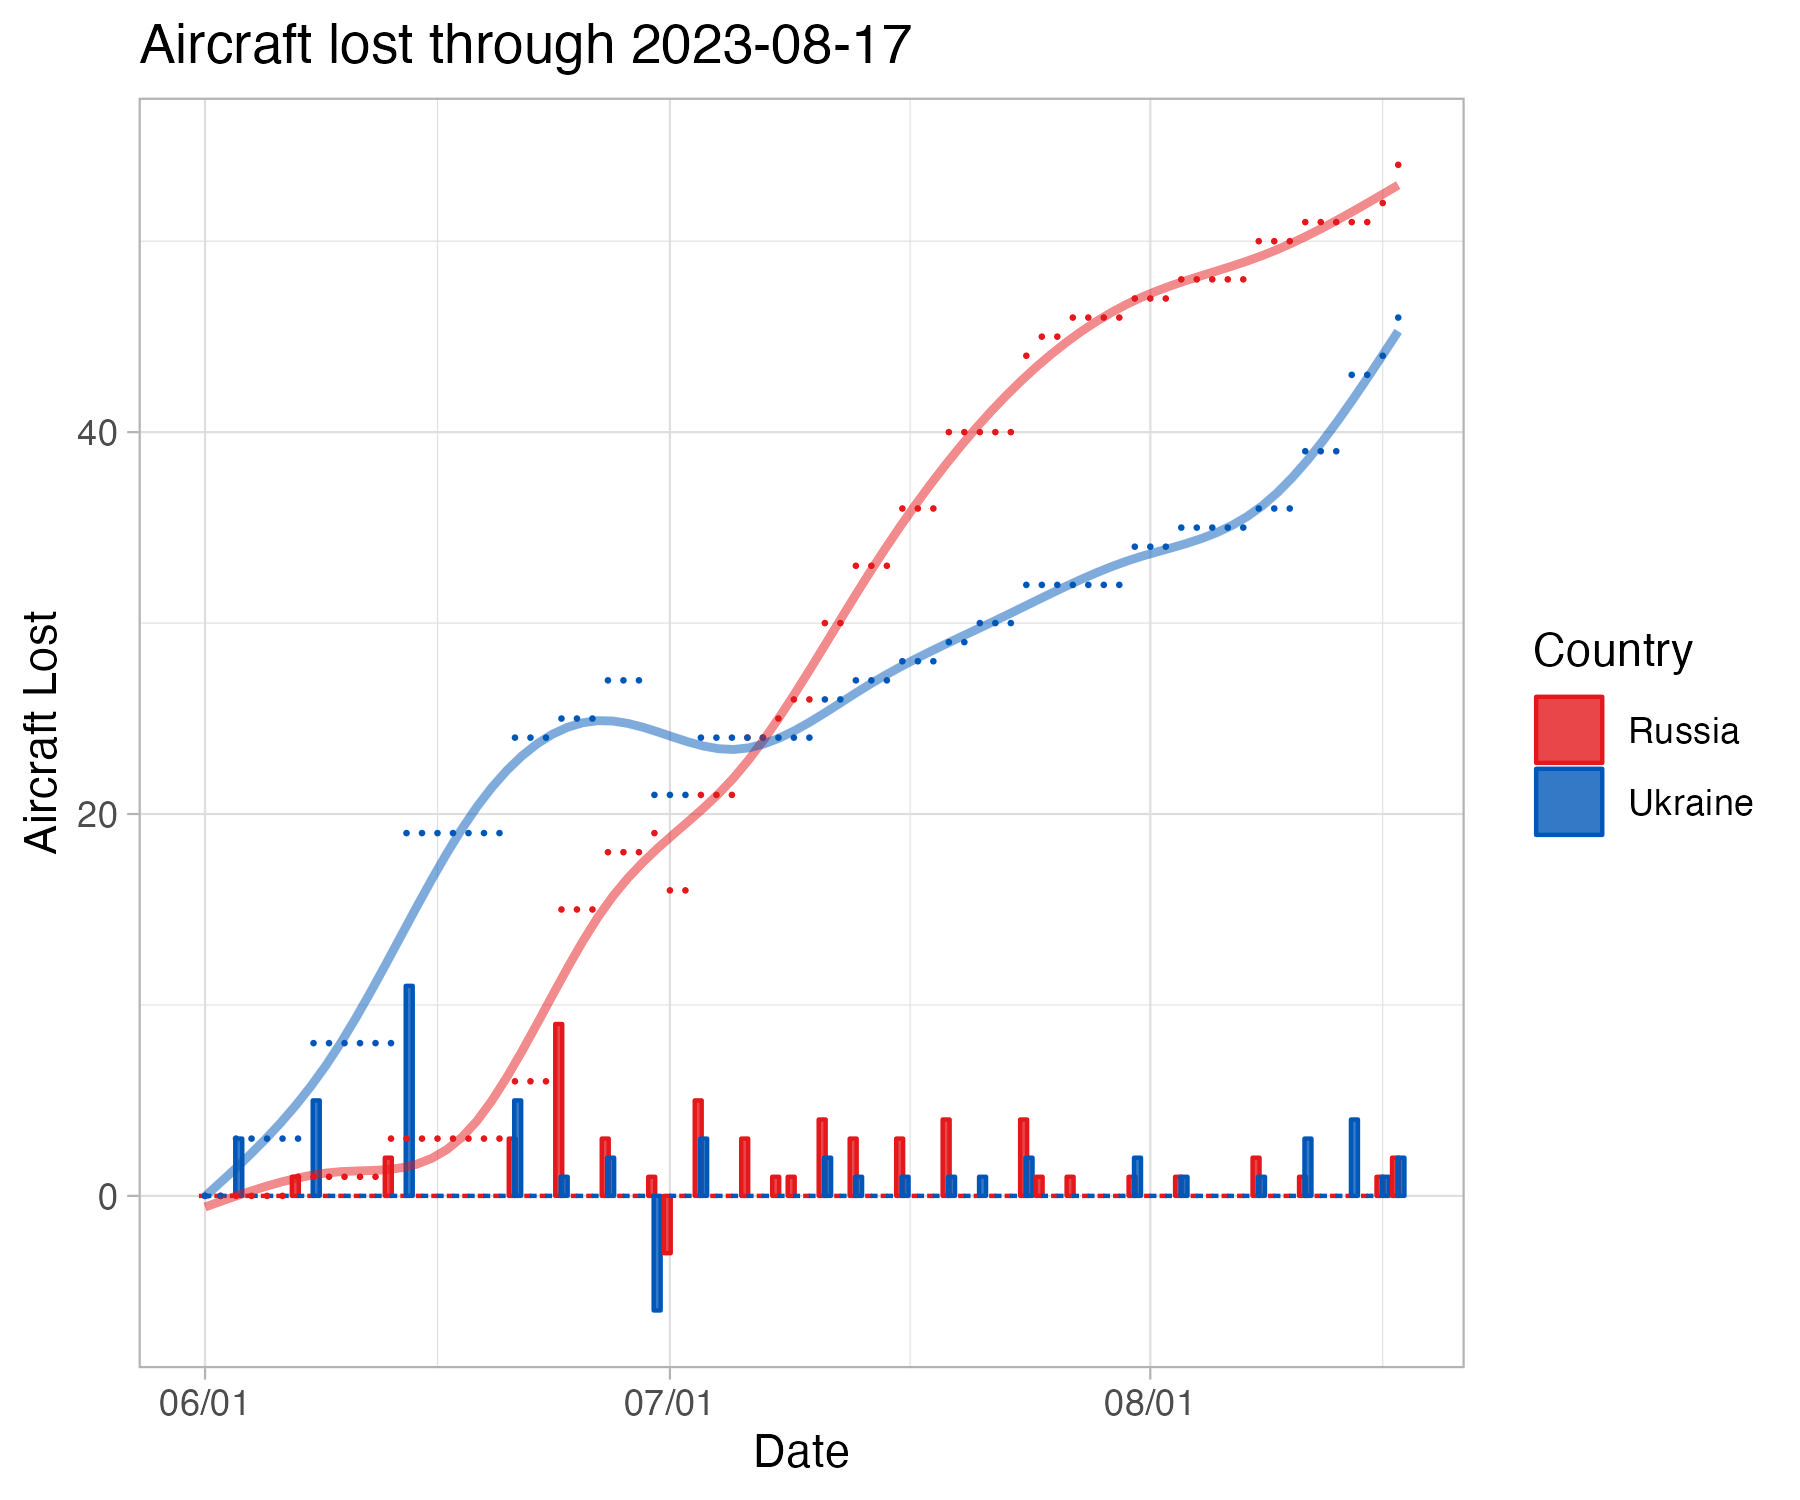 Aircraft lost through 2023-08-17
Aircraft Lost
40
20
0
06/01
07/01
08/01
Date
Country
Russia
Ukraine